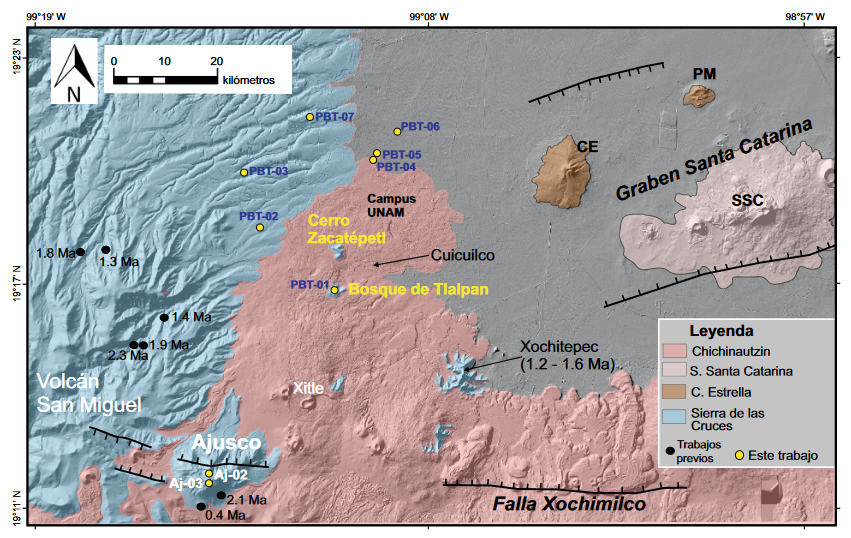 99°19' W
99°08' W
98°57' W
19°23' N
19°17' N
19°11' N
0 10 20
kilómetros
N
PM
PBT-07
PBT-06
CE
PBT-05
PBT-04
PBT-03
Graben Santa Catarina
SSC
Campus
UNAM
PBT-02
Cerro
Zacatépetl
1.8 Ma
1.3 Ma
Cuicuilco
PBT-01
Bosque de Tlalpan
1.4 Ma
1.9 Ma
2.3 Ma
Xochitepec
(1.2 - 1.6 Ma)
Volcán
San Miguel
Xitle
Leyenda
Chichinautzin
S. Santa Catarina
C. Estrella
Sierra de las
Cruces
Trabajos
previos
Este trabajo
Ajusco
Aj-02
Aj-03
2.1 Ma
0.4 Ma
Falla Xochimilco